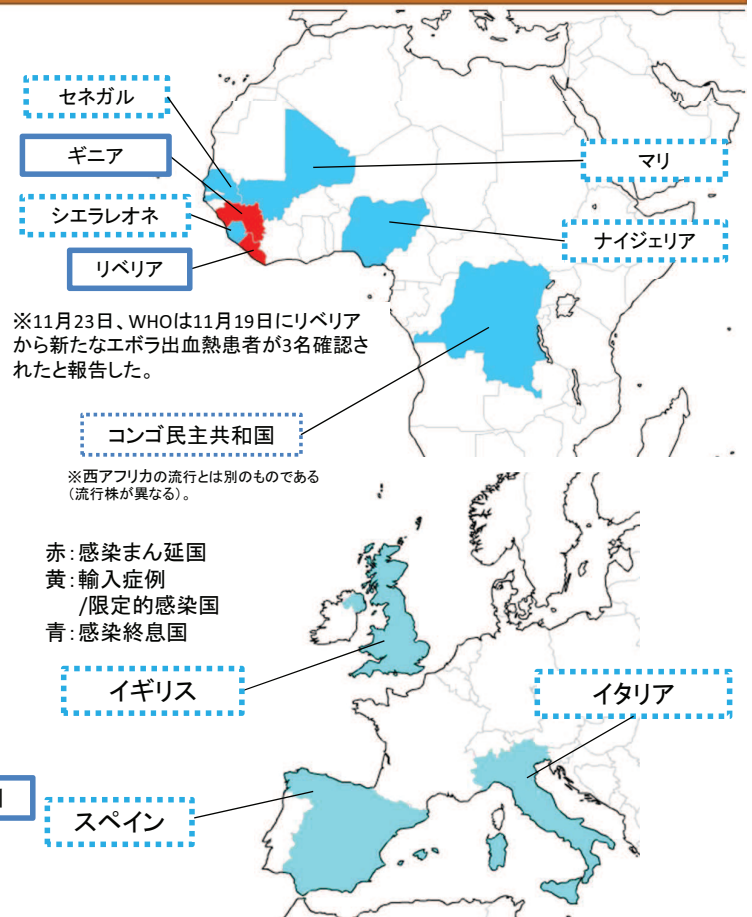 セネガル
ギニア
シエラレオネ
リベリア
マリ
ナイジェリア
※11月23日、WHOは11月19日にリベリア
から新たなエボラ出血熱患者が3名確認さ
れたと報告した。
コンゴ民主共和国
※西アフリカの流行とは別のものである
(流行株が異なる)。
赤:感染まん延国
黄:輸入症例
/限定的感染国
青:感染終息国
イギリス
イタリア
スペイン